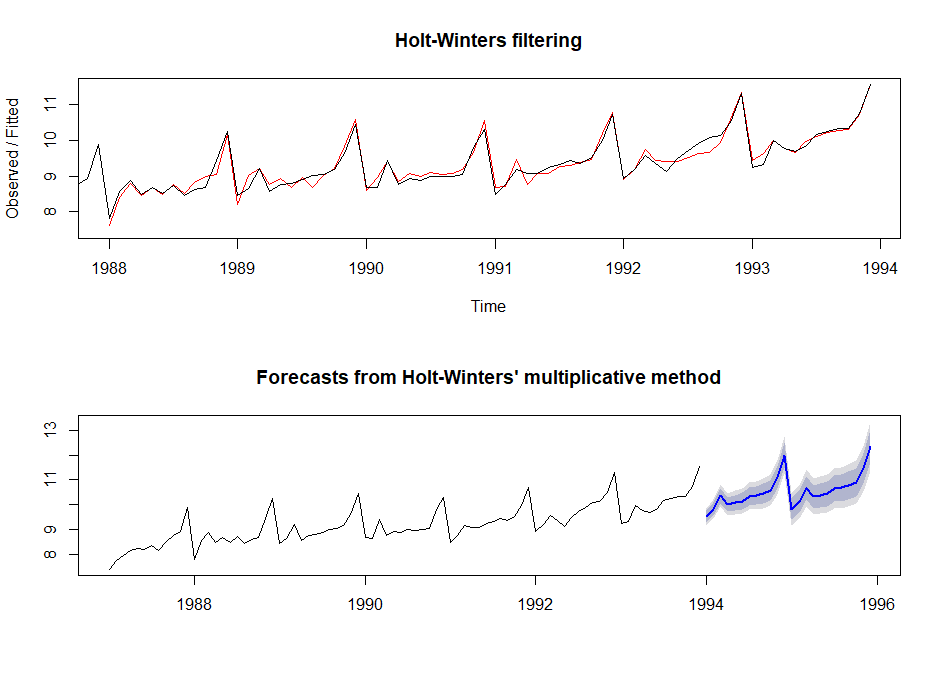 Holt-Winters filtering
Observed / Fitted
11
10
9
8
1988 1989 1990 1991 1992 1993 1994
Time
Forecasts from Holt-Winters' multiplicative method
13
11
9
8
1988 1990 1992 1994 1996